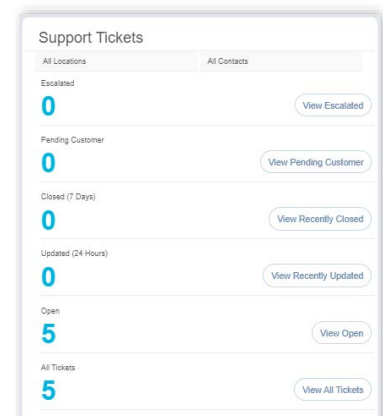 Support Tickets
All Locations All Contacts
Escalated
0 View Escalated
Pending Customer
0 View Pending Customer
Closed (7 Days)
0 View Recently Closed
Updated (24 Hours)
0 View Recently Updated
Open
5 View Open
All Tickets
5 View All Tickets